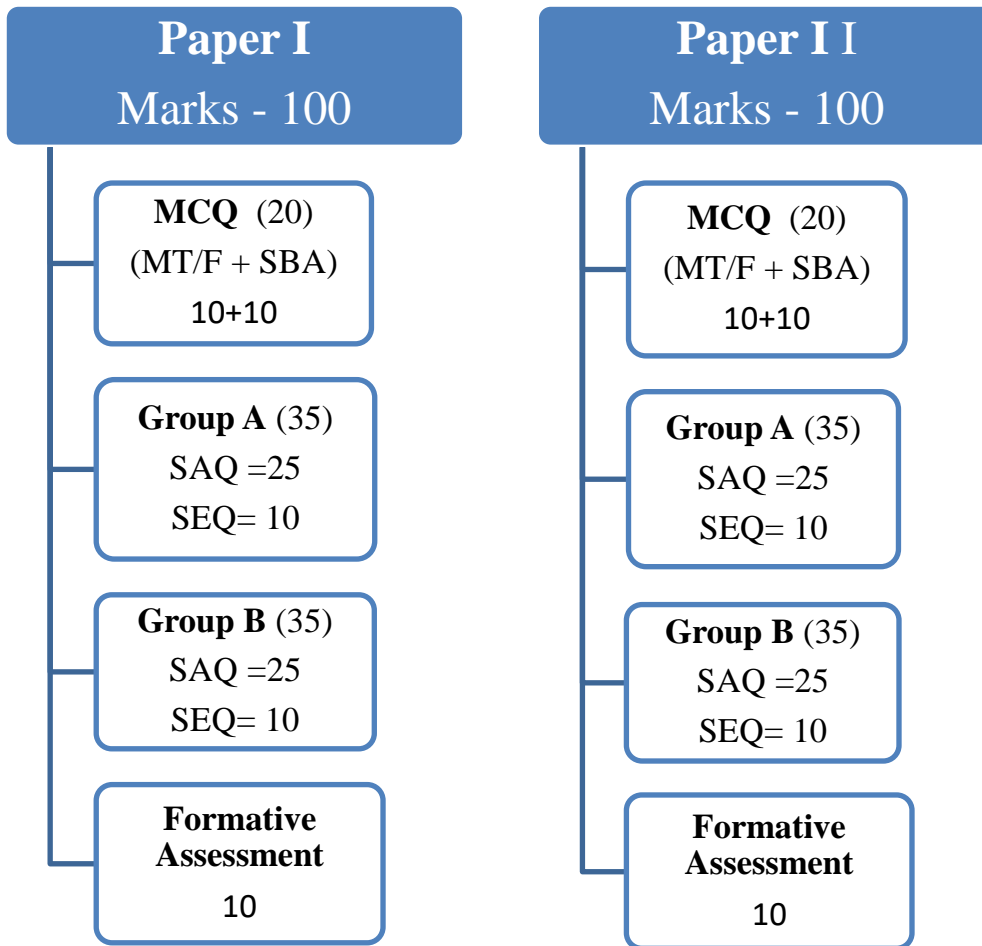 Paper I
Marks - 100
MCQ (20)
(MT/F + SBA)
10+10
Group A (35)
SAQ =25
SEQ= 10
Group B (35)
SAQ =25
SEQ= 10
Formative
Assessment
10
Paper I I
Marks - 100
MCQ (20)
(MT/F + SBA)
10+10
Group A (35)
SAQ =25
SEQ= 10
Group B (35)
SAQ =25
SEQ= 10
Formative
Assessment
10